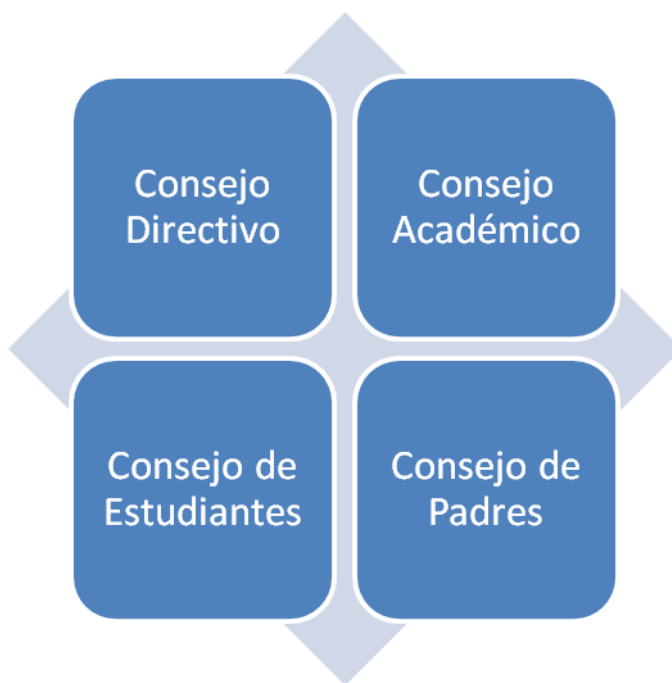 Consejo
Directivo
Consejo
Académico
Consejo de
Estudiantes
Consejo de
Padres